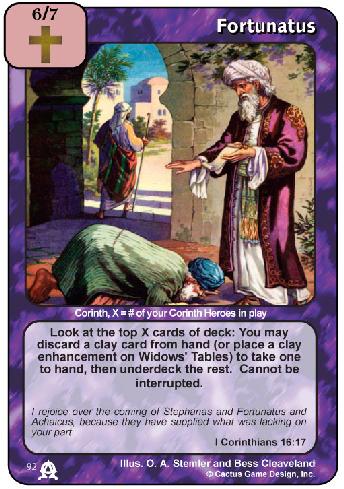 6/7
Fortunatus
Corinth, X = # of your Corinth Heroes in play
Look at the top X cards of deck: You may
discard a clay card from hand (or place a clay
enhancement on Widows' Tables) to take one
to hand, then underdeck the rest. Cannot be
interrupted.
I rejoice over the coming of Stephanas and Fortunatus and
Achaicus, because they have supplied what was lacking on
your part.
I Corinthians 16:17
92
Illus. O. A. Stemler and Bess Cleaveland
© Cactus Game Design, Inc.